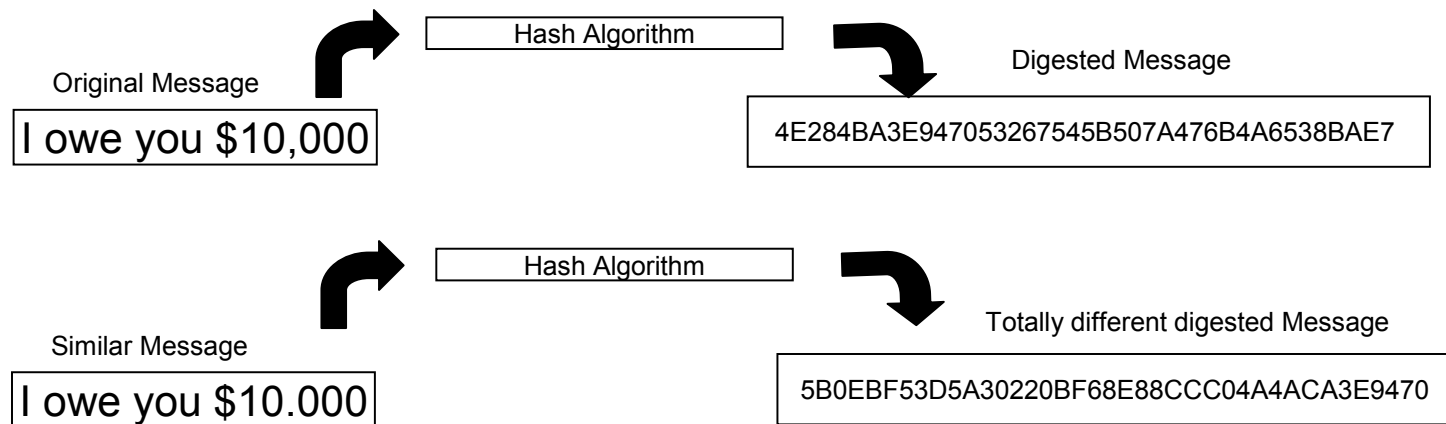 Hash Algorithm
Original Message
Digested Message
I owe you $10,000
4E284BA3E947053267545B507A476B4A6538BAE7
Hash Algorithm
Similar Message
Totally different digested Message
I owe you $10.000
5B0EBF53D5A30220BF68E88CCC04A4ACA3E9470